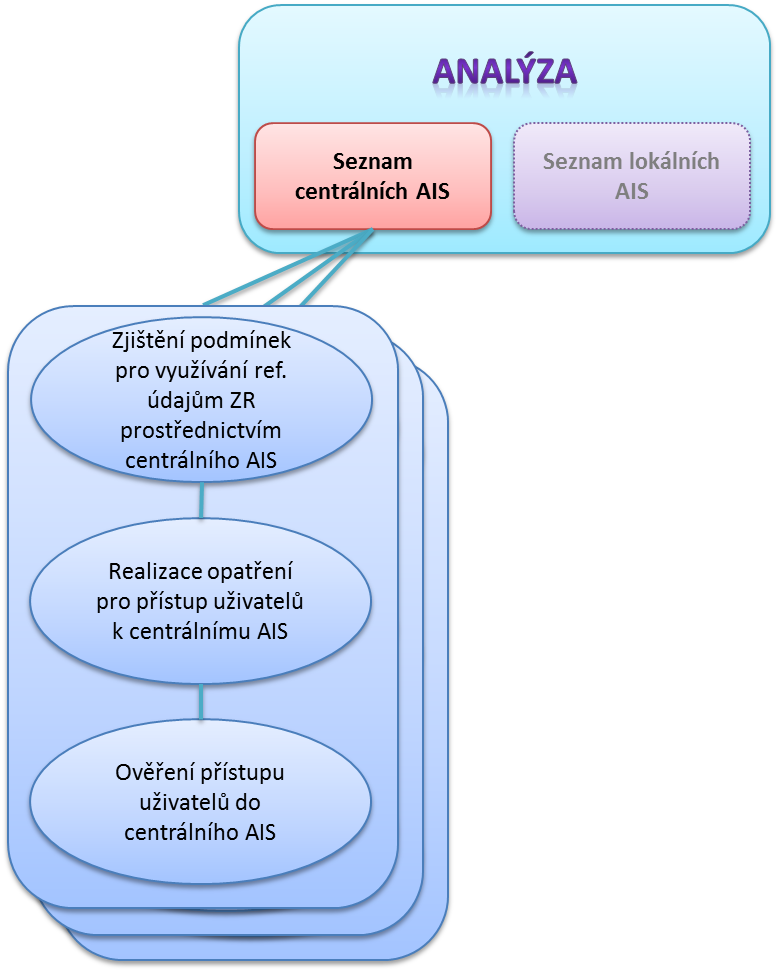 ANALÝZA
Seznam
centrálních AIS
Seznam lokálních
AIS
Zjištění podmínek
pro využívání ref.
údajům ZR
prostřednictvím
centrálního AIS
Realizace opatření
pro přístup uživatelů
k centrálnímu AIS
Ověření přístupu
uživatelů do
centrálního AIS